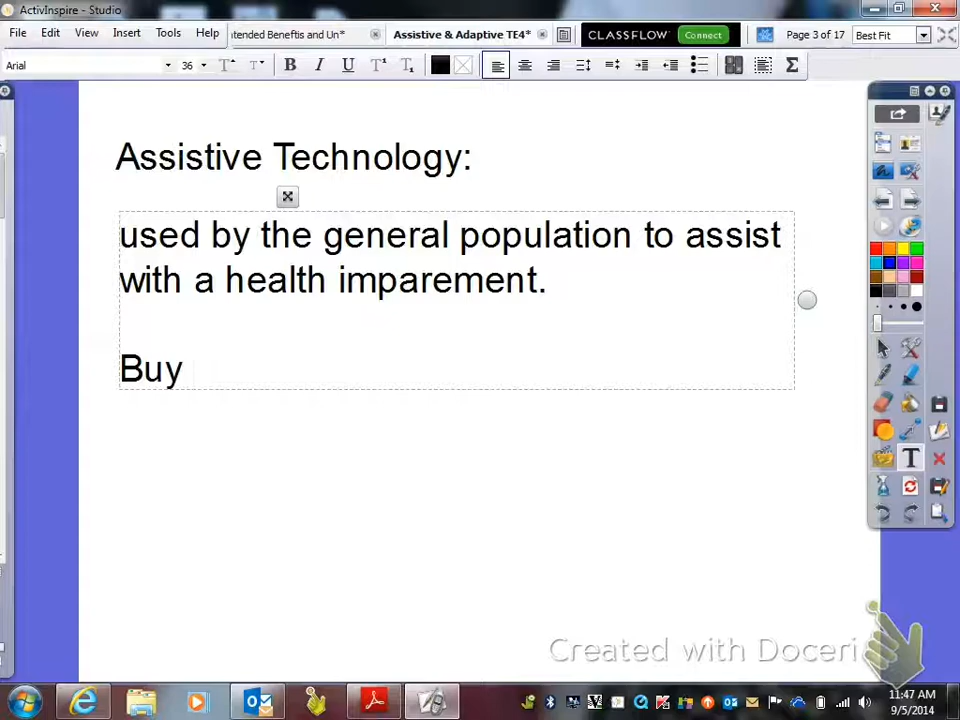 ActivInspire - Studio
File Edit View Insert Tools Help
ntended Benefits and Un* Assistive & Adaptive TE4* CLASSFLOW Connect Page 3 of 17 Best Fit
Arial 36 B I U T T Σ
Assistive Technology:
used by the general population to assist
with a health imparement.
Buy
T
Created with Doceri
11:47 AM
9/5/2014